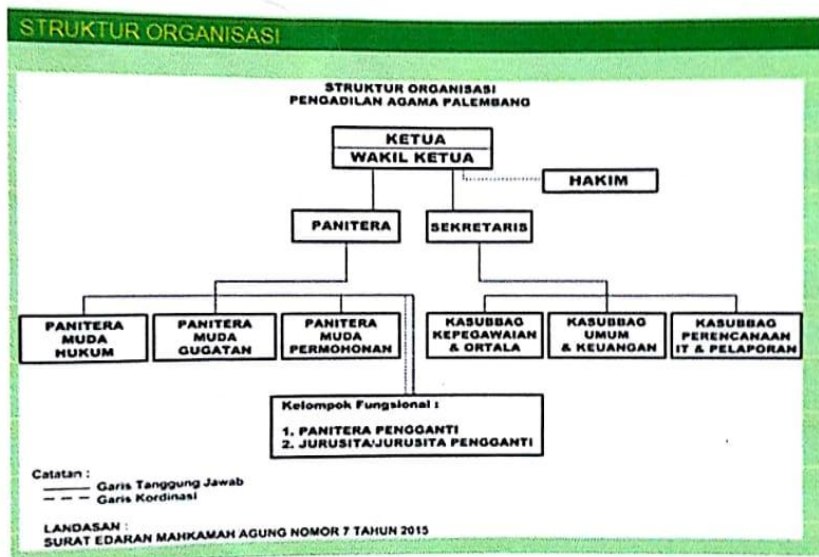 STRUKTUR ORGANISASI
STRUKTUR ORGANISASI
PENGADILAN AGAMA PALEMBANG
KETUA
WAKIL KETUA
HAKIM
PANITERA
SEKRETARIS
PANITERA
MUDA
HUKUM
PANITERA
MUDA
GUGATAN
PANITERA
MUDA
PERMOHONAN
KASUBBAG
KEPEGAWAIAN
& ORTALA
KASUBBAG
UMUM
& KEUANGAN
KASUBBAG
PERENCANAAN
IT & PELAPORAN
Kelompok Fungsional :
1. PANITERA PENGGANTI
2. JURUSITA/JURUSITA PENGGANTI
Catatan :
Garis Tanggung Jawab
Garis Kordinasi
LANDASAN :
SURAT EDARAN MAHKAMAH AGUNG NOMOR 7 TAHUN 2015